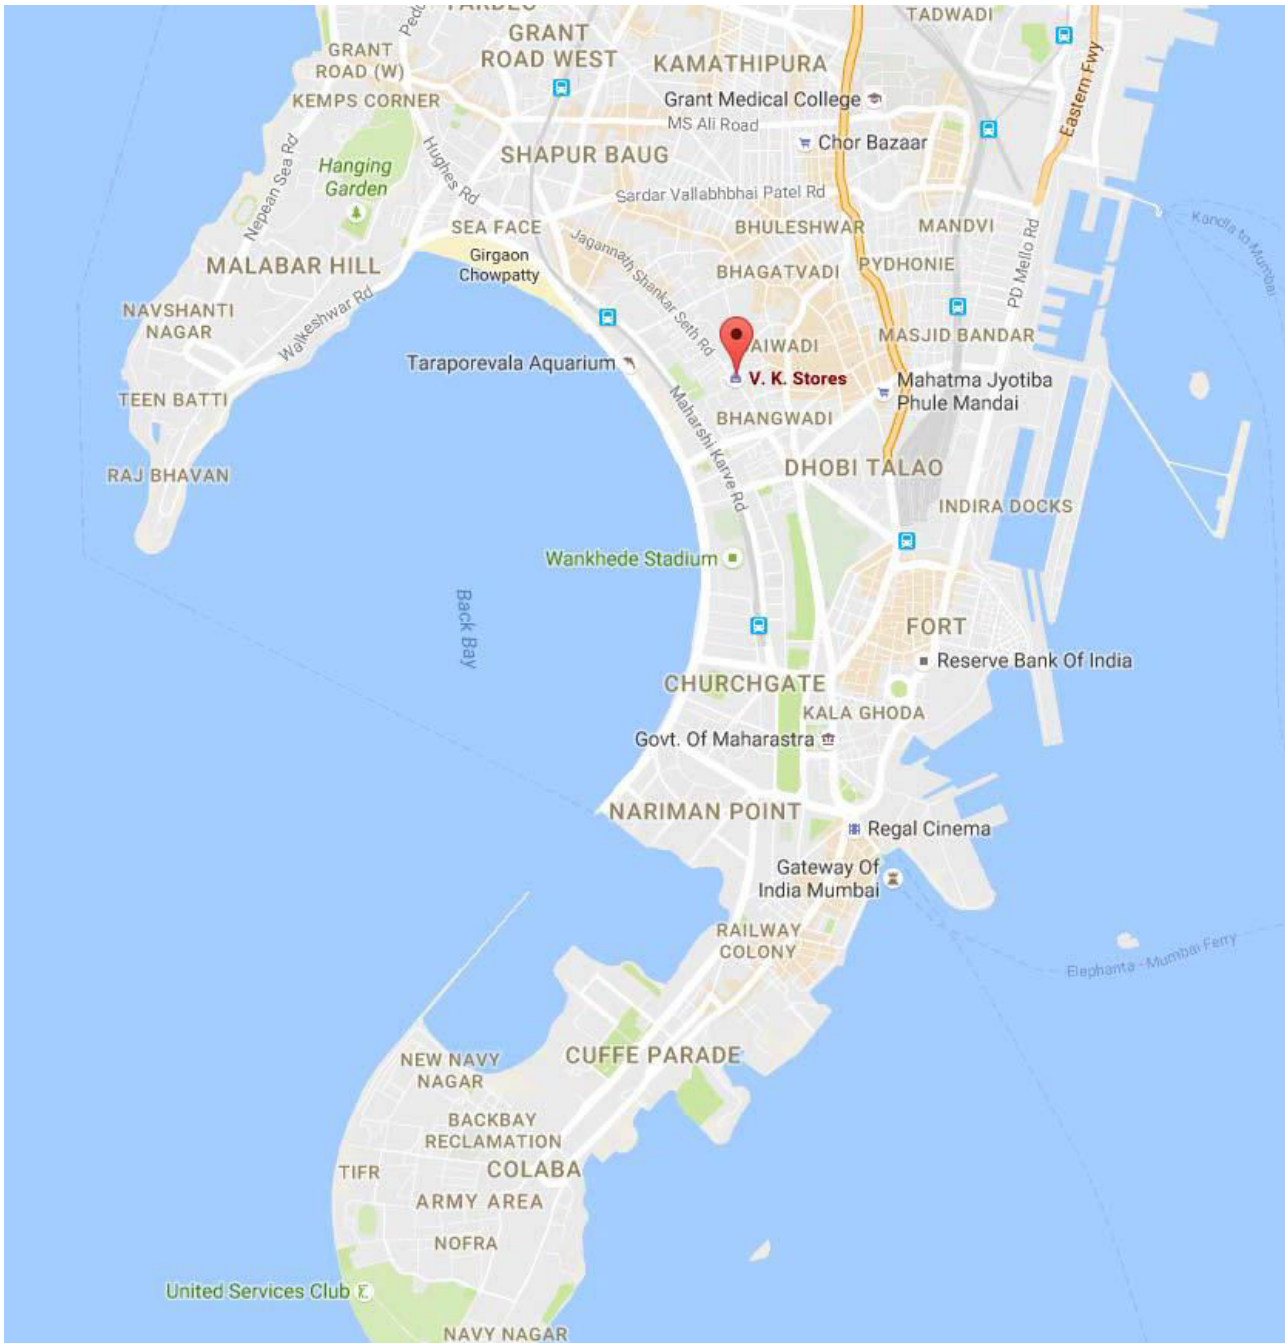 TARDEO
Pedd
GRANT
ROAD WEST
TADWADI
GRANT
ROAD (W)
KAMATHIPURA
Eastern Fwy
KEMPS CORNER
Grant Medical College
MS Ali Road
Chor Bazaar
Nepean Sea Rd
Hanging
Garden
Hughes Rd
SHAPUR BAUG
Sardar Vallabhbhai Patel Rd
SEA FACE
BHULESHWAR
MANDVI
Kandla to Mumbai
MALABAR HILL
Girgaon
Chowpatty
Jagannath Shankar Seth Rd
BHAGATVADI
PYDHONIE
PD Mello Rd
NAVSHANTI
NAGAR
Walkeshwar Rd
AIWADI
MASJID BANDAR
Taraporevala Aquarium
V. K. Stores
Mahatma Jyotiba
Phule Mandai
TEEN BATTI
Maharshi Karve Rd
BHANGWADI
RAJ BHAVAN
DHOBI TALAO
INDIRA DOCKS
Wankhede Stadium
Back Bay
FORT
Reserve Bank Of India
CHURCHGATE
KALA GHODA
Govt. Of Maharastra
NARIMAN POINT
Regal Cinema
Gateway Of
India Mumbai
RAILWAY
COLONY
Elephanta - Mumbai Ferry
NEW NAVY
NAGAR
CUFFE PARADE
BACKBAY
RECLAMATION
TIFR
COLABA
ARMY AREA
NOFRA
United Services Club
NAVY NAGAR